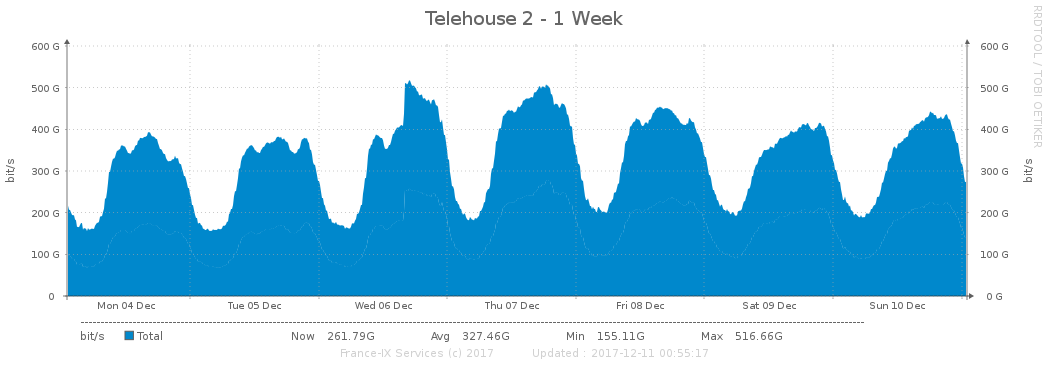 Telehouse 2 - 1 Week
RRDTOOL / TOBI OETIKER
bit/s
600 G 600 G
500 G 500 G
400 G 400 G
300 G 300 G
200 G 200 G
100 G 100 G
0 0 G
bit/s
Mon 04 Dec Tue 05 Dec Wed 06 Dec Thu 07 Dec Fri 08 Dec Sat 09 Dec Sun 10 Dec
bit/s Total Now 261.79G Avg 327.46G Min 155.11G Max 516.66G
France-IX Services (c) 2017 Updated : 2017-12-11 00:55:17